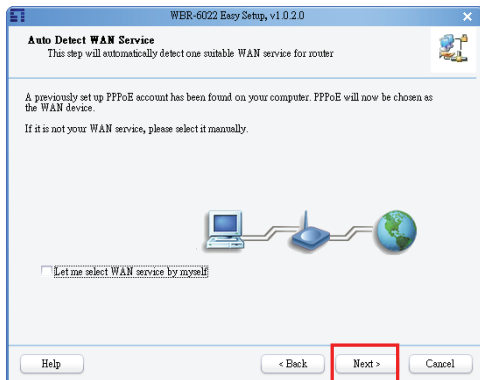 WBR-6022 Easy Setup, v1.0.2.0
Auto Detect WAN Service
This step will automatically detect one suitable WAN service for router
A previously set up PPPoE account has been found on your computer. PPPoE will now be chosen as
the WAN device.
If it is not your WAN service, please select it manually.
Let me select WAN service by myself
Help
< Back
Next >
Cancel